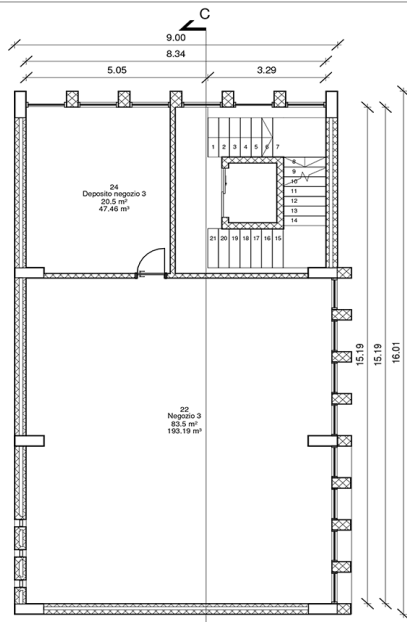 C
9.00
8.34
5.05 3.29
1 2 3 4 5 6 7
8
9
10
11
12
13
14
21 20 19 18 17 16 15
24
Deposito negozio 3
20.5 m²
47.46 m³
22
Negozio 3
83.5 m²
193.19 m³
15.19
15.19
16.01